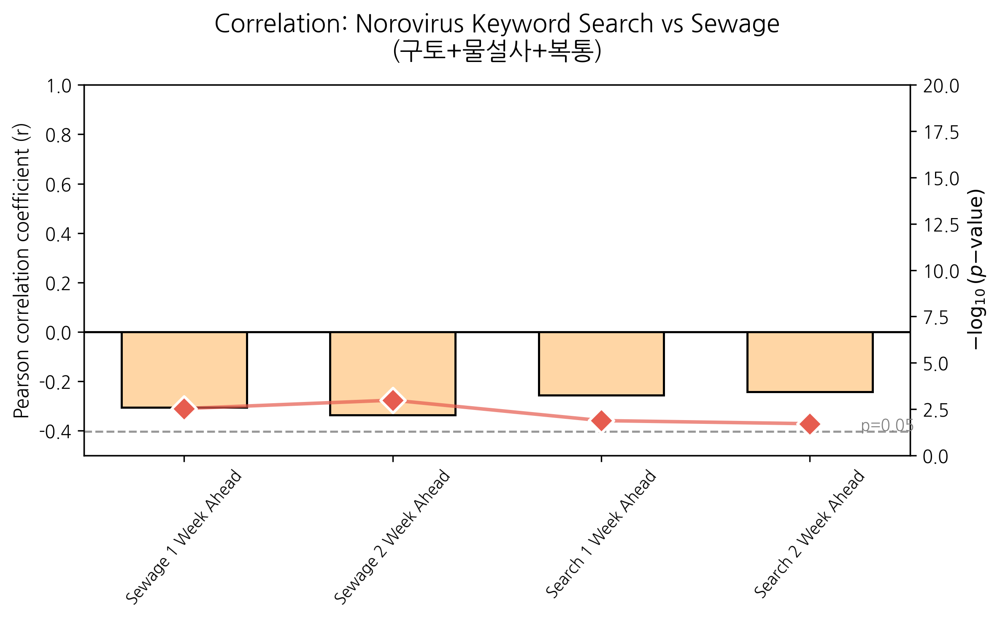 Correlation: Norovirus Keyword Search vs Sewage
(구토+물설사+복통)
Pearson correlation coefficient (r)
1.0
0.8
0.6
0.4
0.2
0.0
-0.2
-0.4
20.0
17.5
15.0
12.5
10.0
7.5
5.0
2.5
0.0
−log₁₀(p−value)
p=0.05
Sewage 1 Week Ahead
Sewage 2 Week Ahead
Search 1 Week Ahead
Search 2 Week Ahead